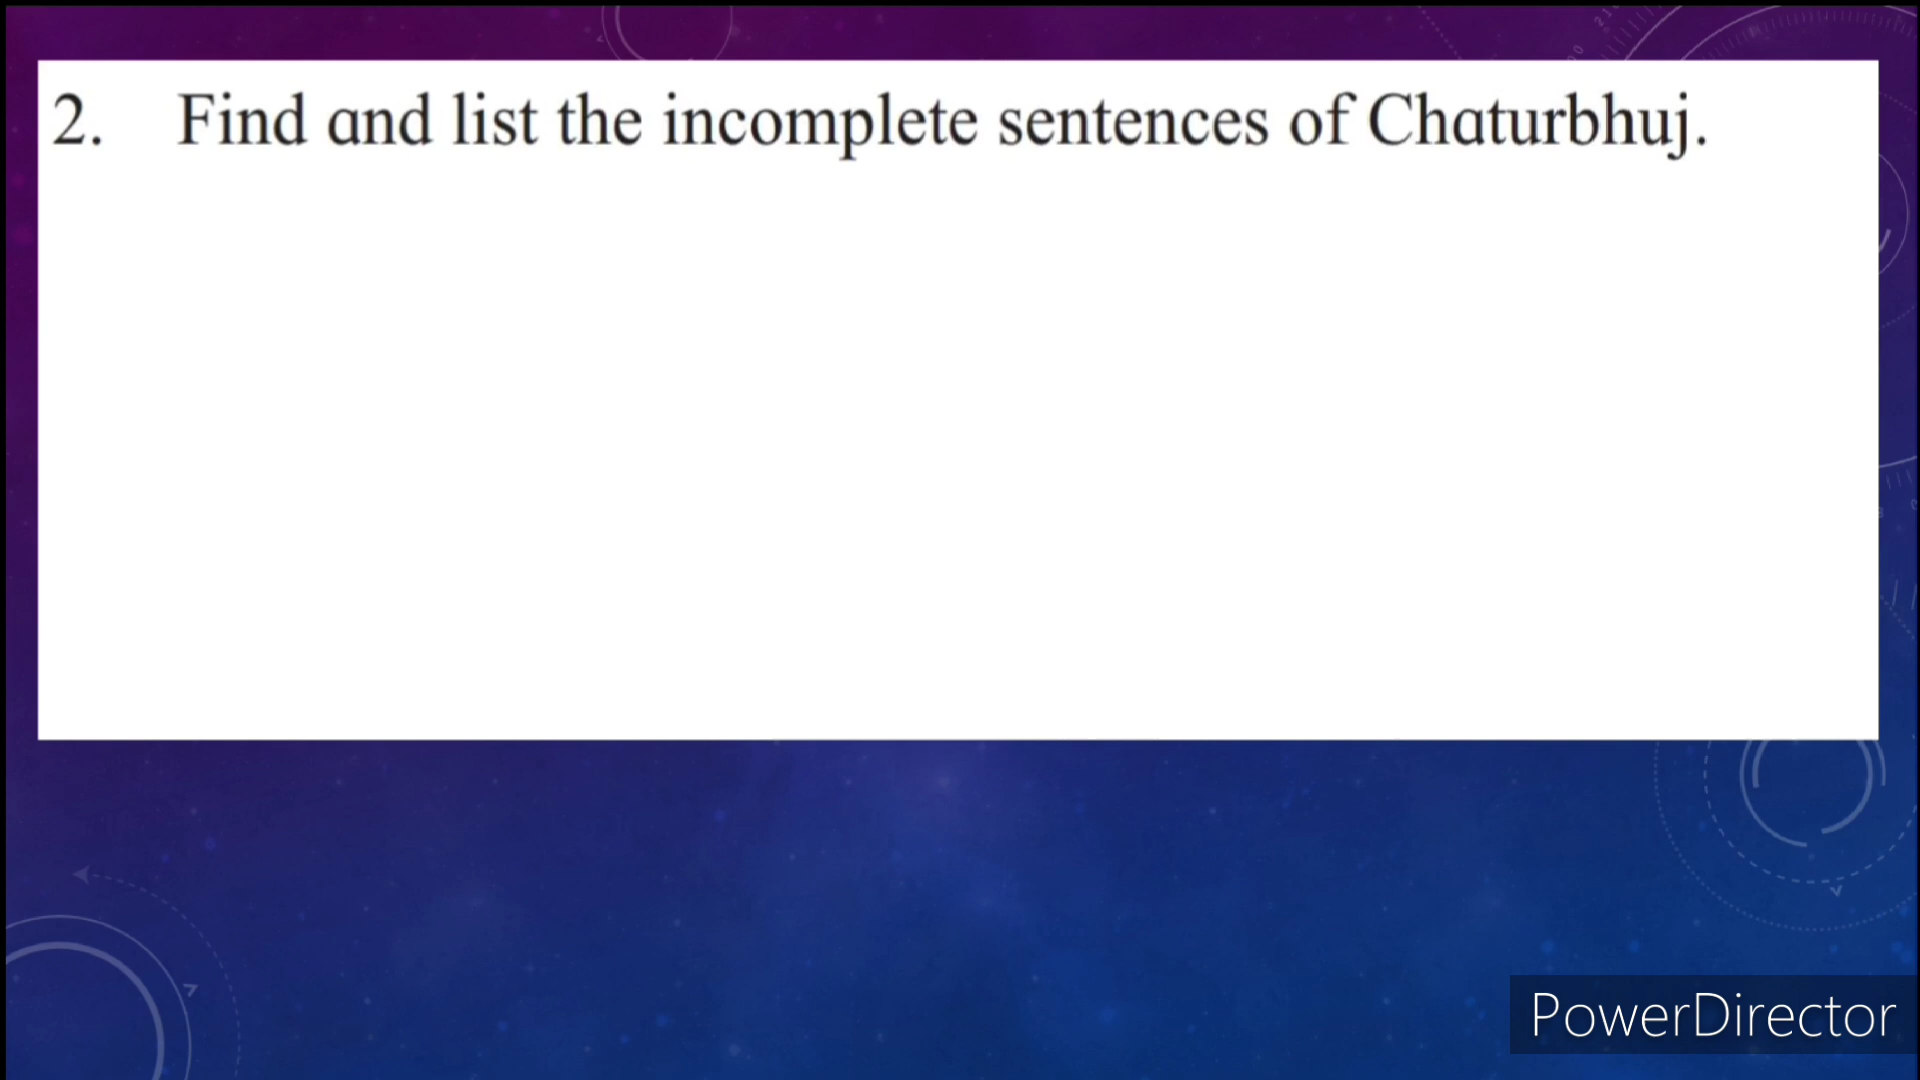 2. Find and list the incomplete sentences of Chaturbhuj.
PowerDirector